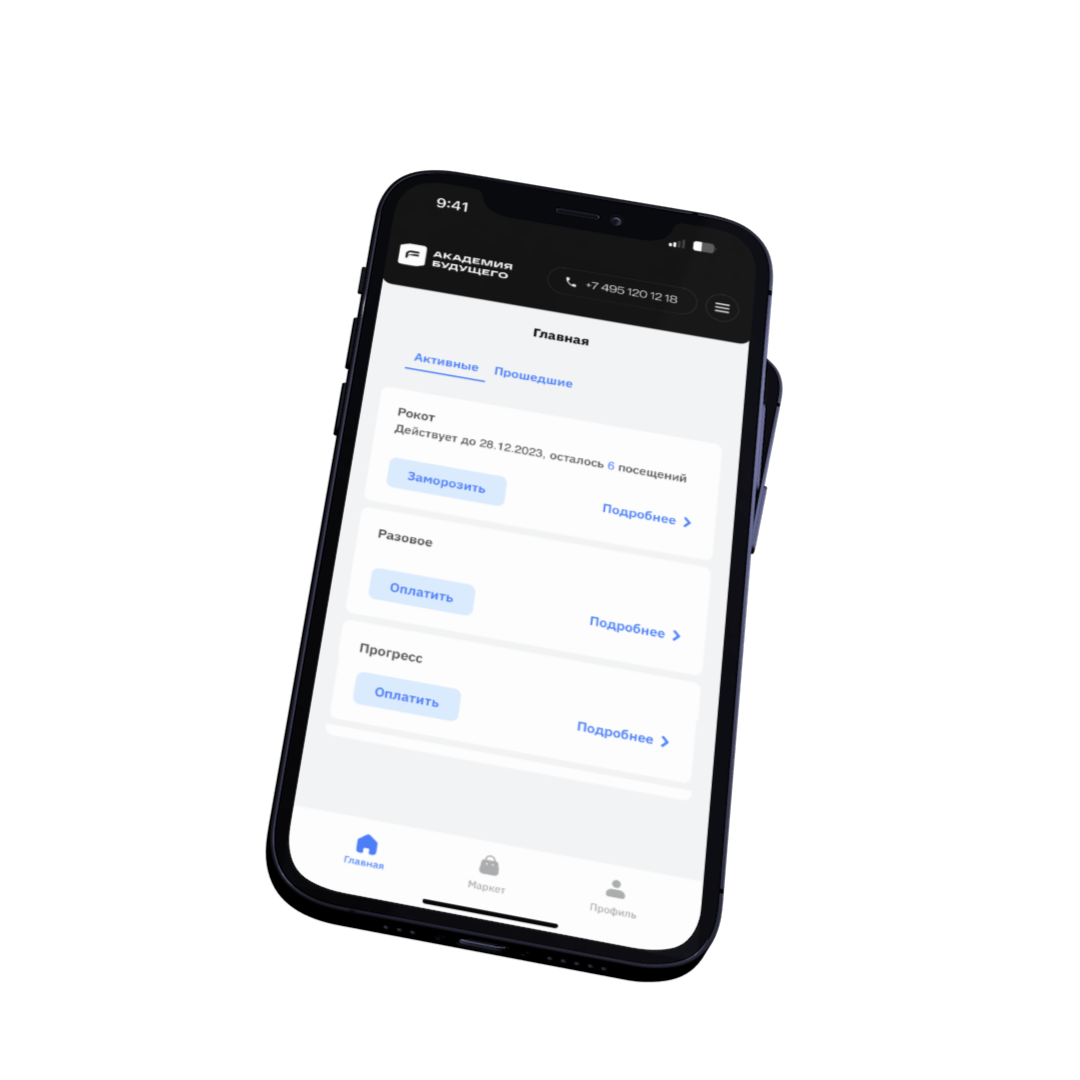 9:41
АКАДЕМИЯ
БУДУЩЕГО
+7 495 120 12 18
Главная
Активные Прошедшие
Рокот
Действует до 28.12.2023, осталось 6 посещений
Заморозить
Подробнее
Разовое
Оплатить
Подробнее
Прогресс
Оплатить
Подробнее
Главная
Маркет
Профиль